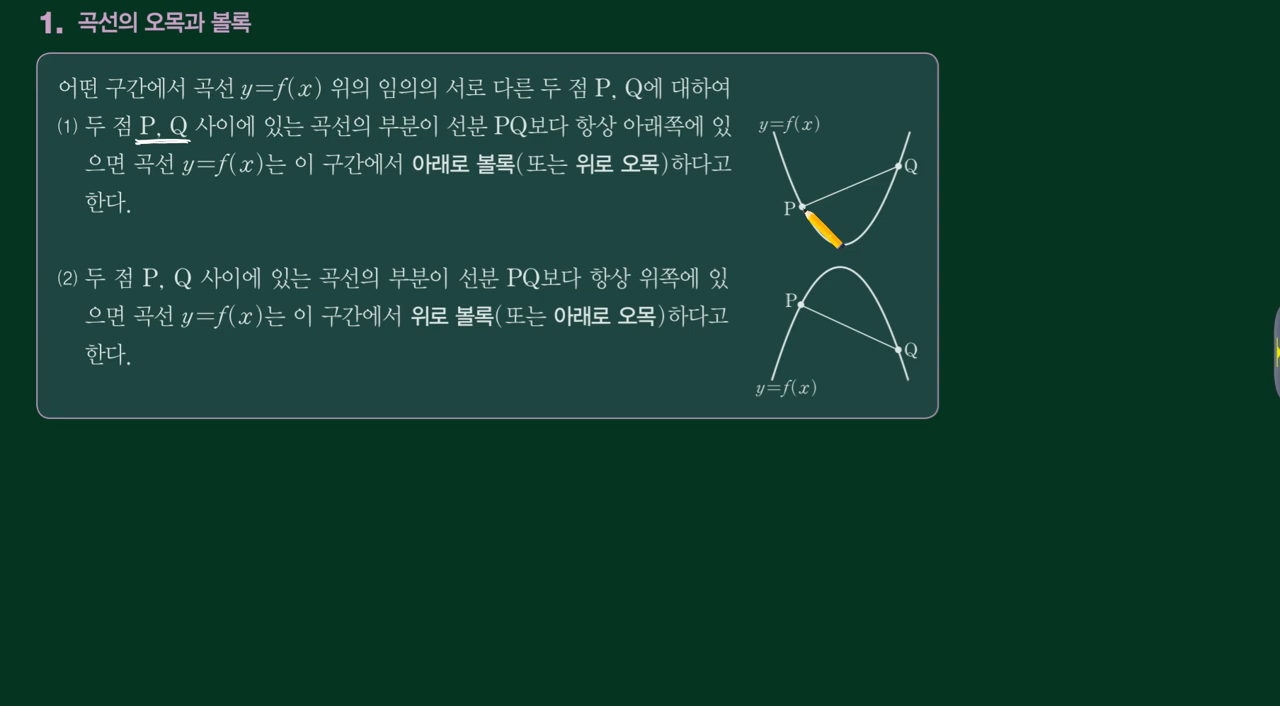 1. 곡선의 오목과 볼록
어떤 구간에서 곡선 y=f(x) 위의 임의의 서로 다른 두 점 P, Q에 대하여
(1) 두 점 P, Q 사이에 있는 곡선의 부분이 선분 PQ보다 항상 아래쪽에 있
으면 곡선 y=f(x)는 이 구간에서 아래로 볼록(또는 위로 오목)하다고
한다.
y=f(x)
Q
P
(2) 두 점 P, Q 사이에 있는 곡선의 부분이 선분 PQ보다 항상 위쪽에 있
으면 곡선 y=f(x)는 이 구간에서 위로 볼록(또는 아래로 오목)하다고
한다.
P
Q
y=f(x)